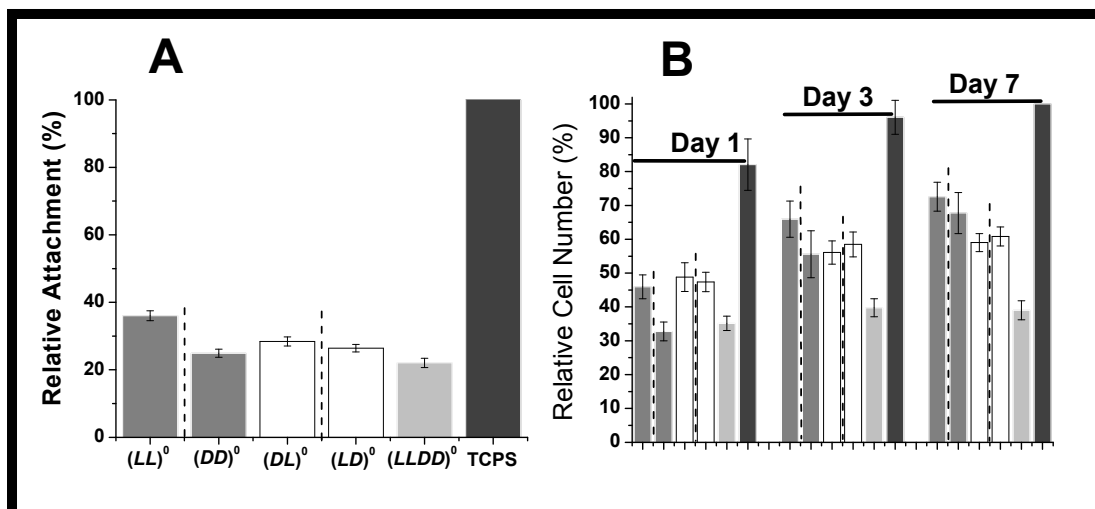 A
Relative Attachment (%)
100
80
60
40
20
0
(LL)⁰ (DD)⁰ (DL)⁰ (LD)⁰ (LLDD)⁰ TCPS
B
Relative Cell Number (%)
Day 1
Day 3
Day 7
100
90
80
70
60
50
40
30
20
10
0